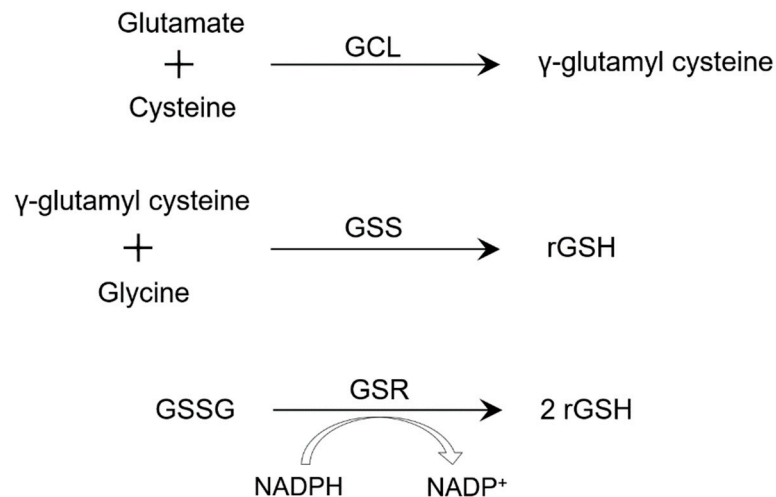 Glutamate
+
Cysteine
GCL
γ-glutamyl cysteine
γ-glutamyl cysteine
+
Glycine
GSS
rGSH
GSSG
GSR
2 rGSH
NADPH
NADP⁺